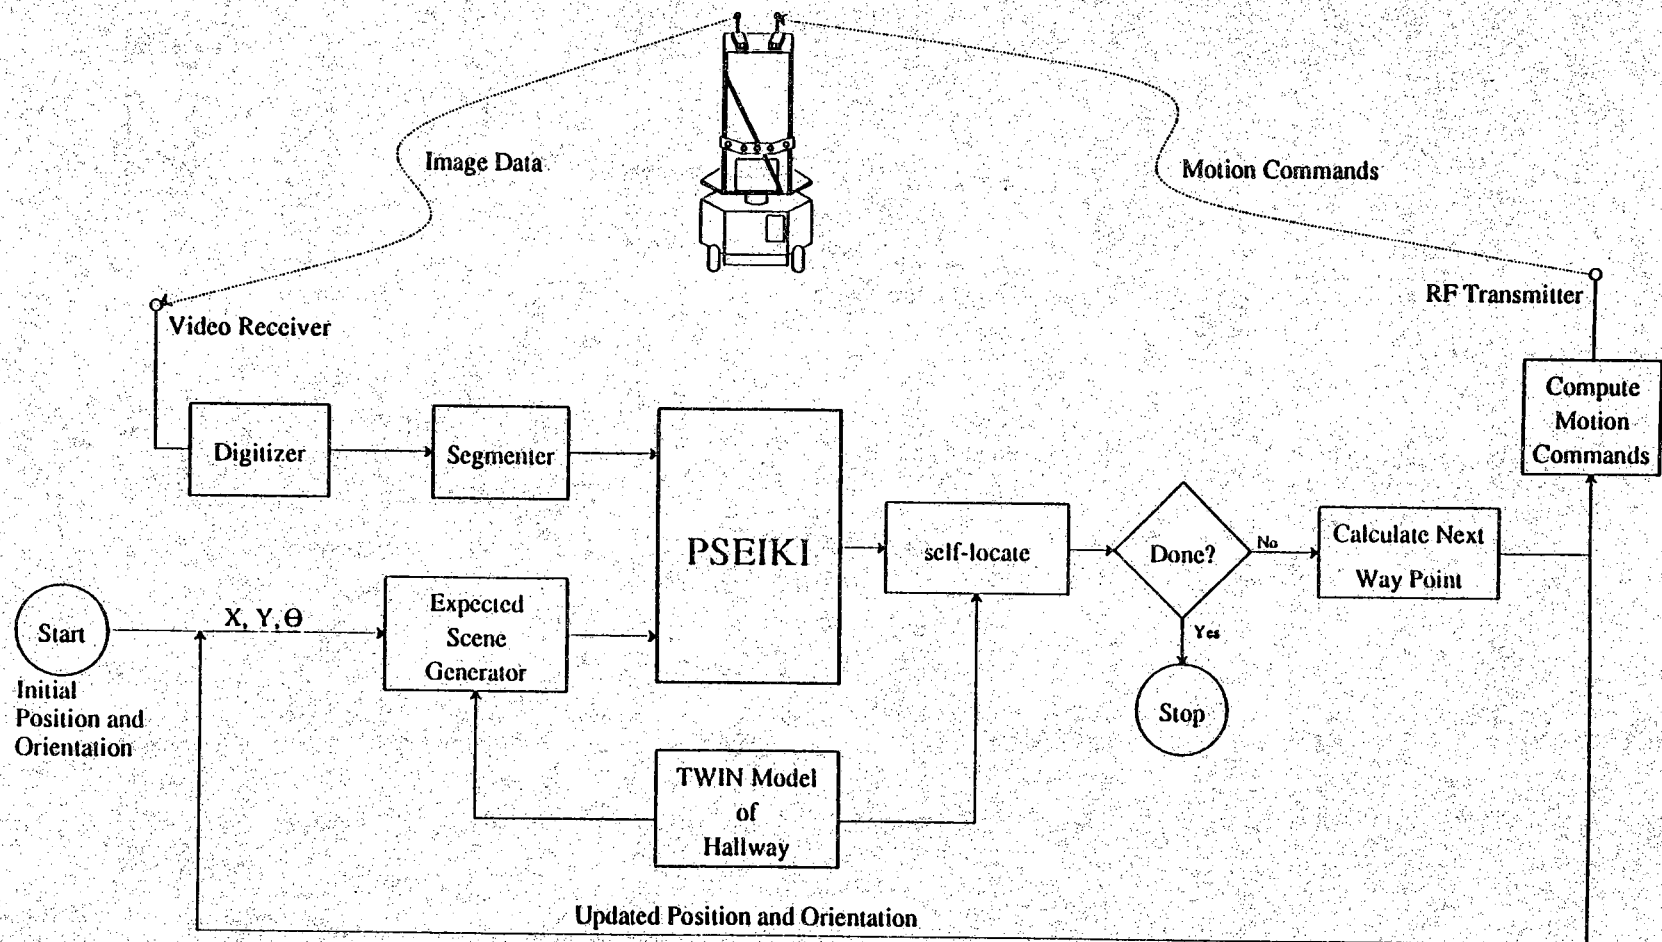 Image Data
Motion Commands
RF Transmitter
Video Receiver
Compute
Motion
Commands
Digitizer
Segmenter
PSEIKI
self-locate
Done?
No
Calculate Next
Way Point
Yes
Stop
Start
X, Y, Θ
Expected
Scene
Generator
Initial
Position and
Orientation
TWIN Model
of
Hallway
Updated Position and Orientation